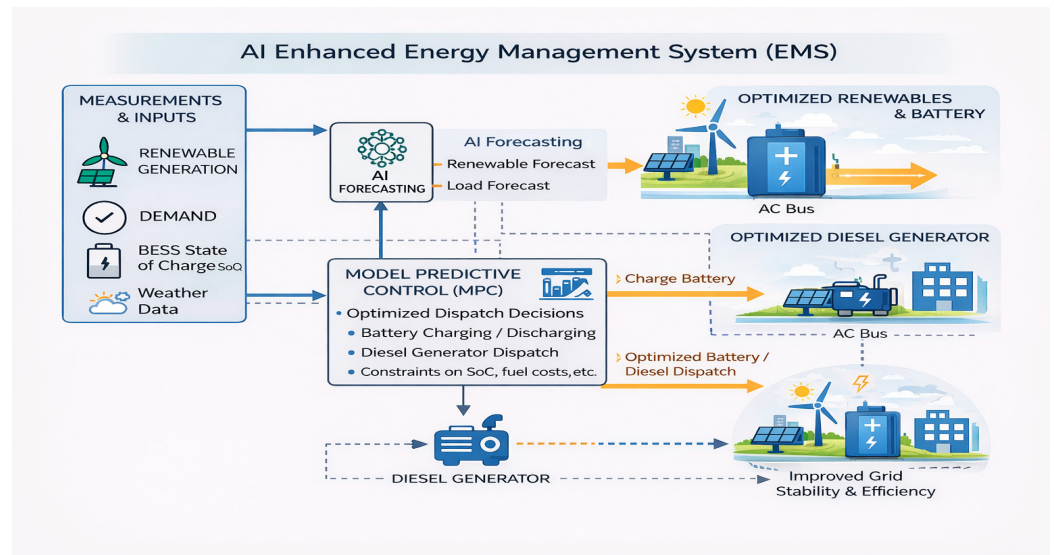 AI Enhanced Energy Management System (EMS)
MEASUREMENTS
& INPUTS
RENEWABLE
GENERATION
DEMAND
BESS State
of Charge SoQ
Weather
Data
AI
FORECASTING
AI Forecasting
Renewable Forecast
Load Forecast
OPTIMIZED RENEWABLES
& BATTERY
AC Bus
MODEL PREDICTIVE
CONTROL (MPC)
• Optimized Dispatch Decisions
• Battery Charging / Discharging
• Diesel Generator Dispatch
• Constraints on SoC, fuel costs, etc.
Charge Battery
OPTIMIZED DIESEL GENERATOR
AC Bus
Optimized Battery /
Diesel Dispatch
DIESEL GENERATOR
Improved Grid
Stability & Efficiency